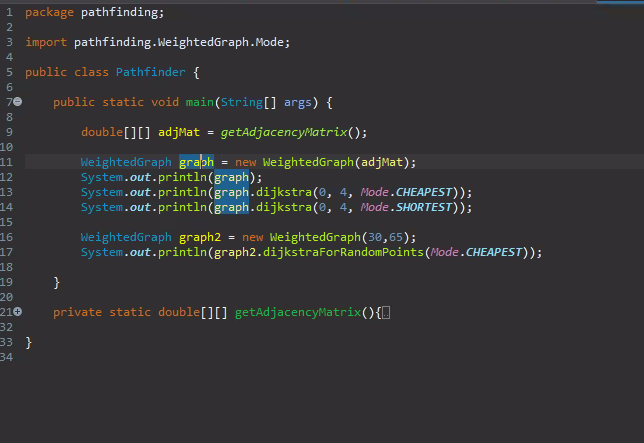 1 package pathfinding;
2
3 import pathfinding.WeightedGraph.Mode;
4
5 public class Pathfinder {
6
7 public static void main(String[] args) {
8
9 double[][] adjMat = getAdjacencyMatrix();
10
11 WeightedGraph graph = new WeightedGraph(adjMat);
12 System.out.println(graph);
13 System.out.println(graph.dijkstra(0, 4, Mode.CHEAPEST));
14 System.out.println(graph.dijkstra(0, 4, Mode.SHORTEST));
15
16 WeightedGraph graph2 = new WeightedGraph(30,65);
17 System.out.println(graph2.dijkstraForRandomPoints(Mode.CHEAPEST));
18
19 }
20
21 private static double[][] getAdjacencyMatrix(){
32
33 }
34